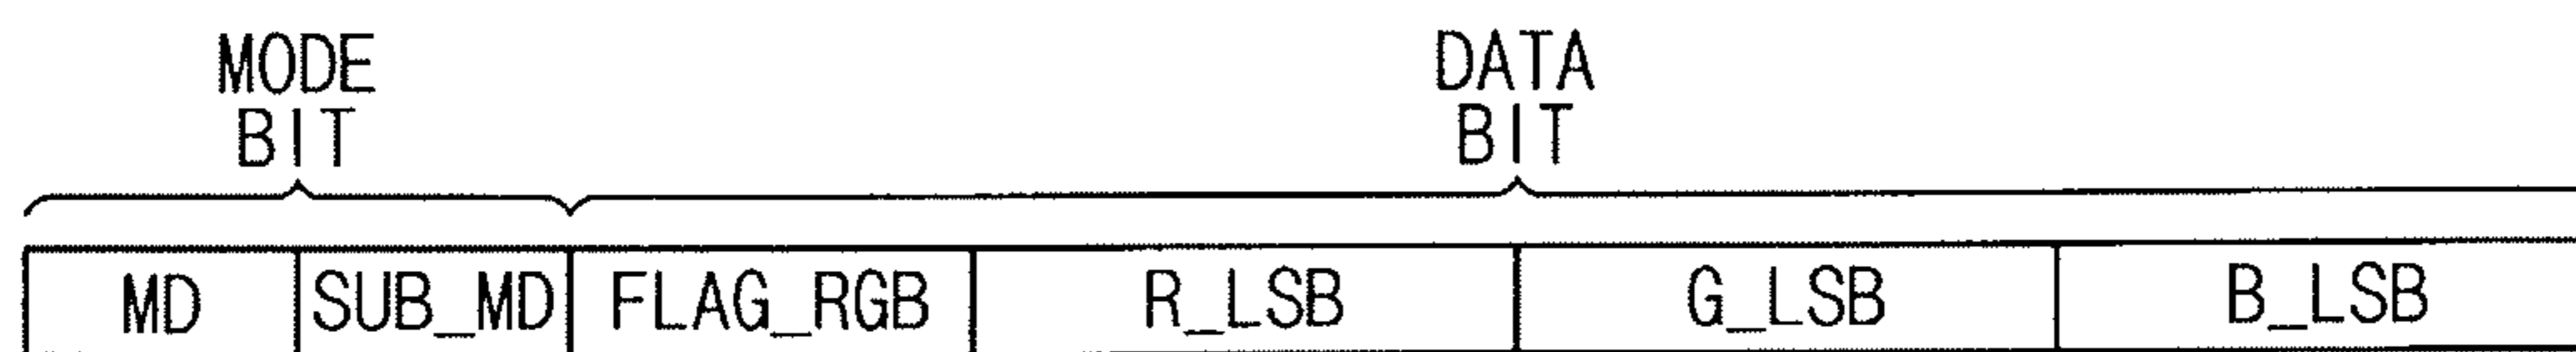 MODE
BIT
DATA
BIT
MD SUB_MD FLAG_RGB R_LSB G_LSB B_LSB